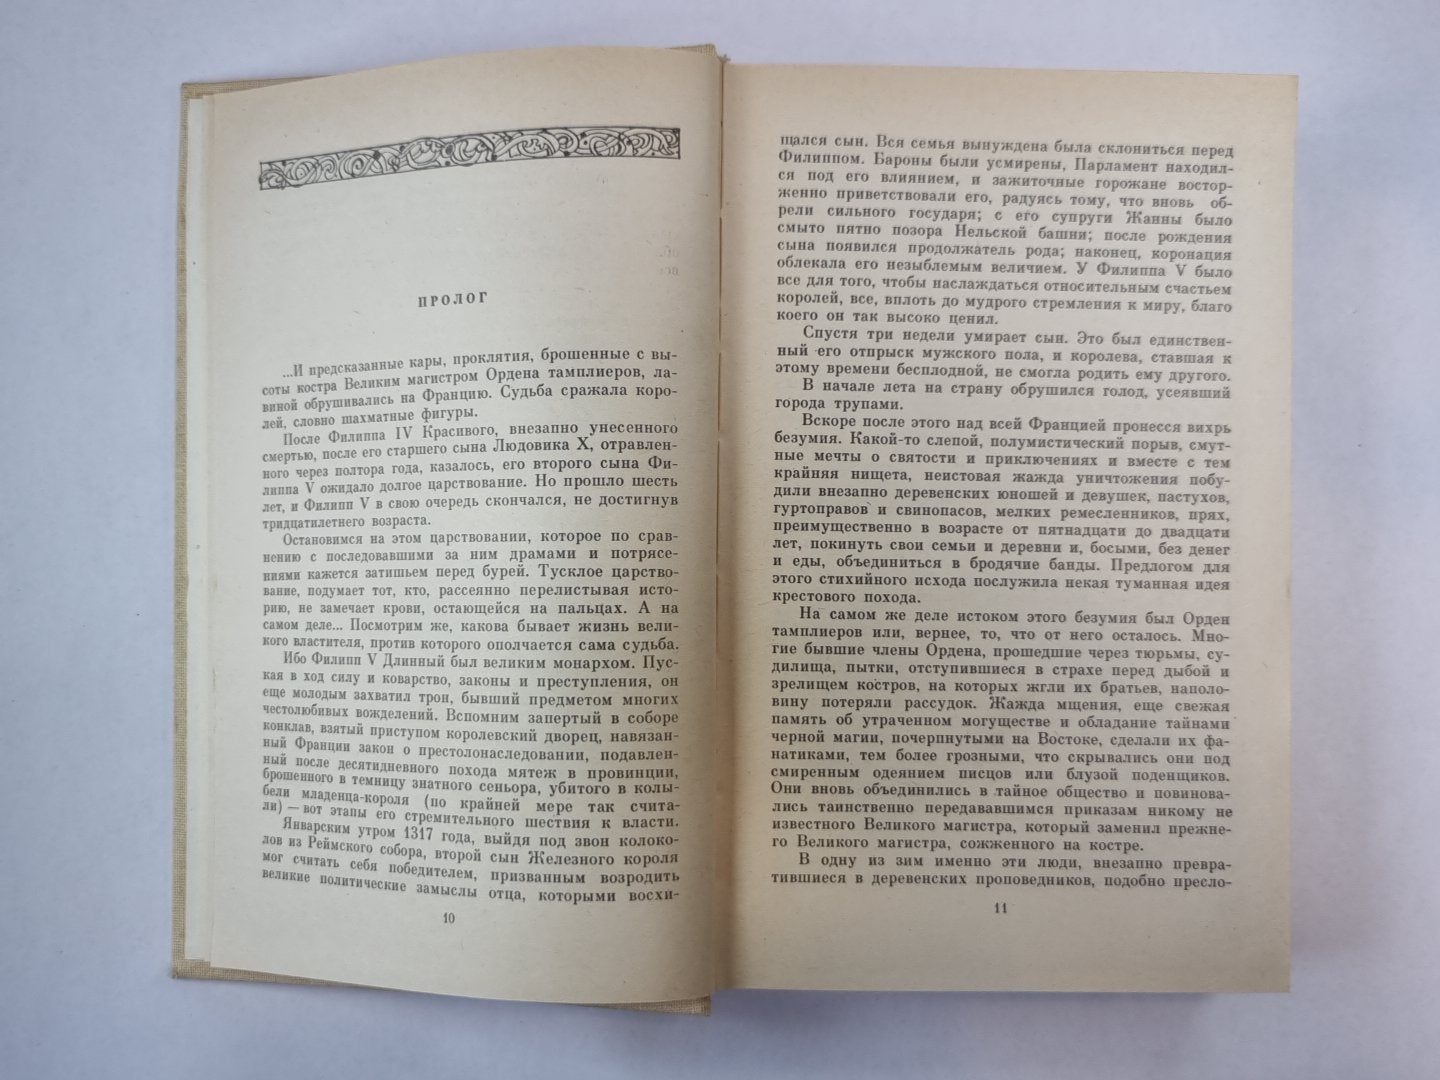 ПРОЛОГ
...И предсказанные кары, проклятия, брошенные с вы-
соты костра Великим магистром Ордена тамплиеров, ла-
виной обрушивались на Францию. Судьба сражала коро-
лей, словно шахматные фигуры.
После Филиппа IV Красивого, внезапно унесенного
смертью, после его старшего сына Людовика X, отравлен-
ного через полтора года, казалось, его второго сына Фи-
липпа V ожидало долгое царствование. Но прошло шесть
лет, и Филипп V в свою очередь скончался, не достигнув
тридцатилетнего возраста.
Остановимся на этом царствовании, которое по срав-
нению с последовавшими за ним драмами и потрясе-
ниями кажется затишьем перед бурей. Тусклое царство-
вание, подумает тот, кто, рассеянно перелистывая исто-
рию, не замечает крови, остающейся на пальцах. А на
самом деле... Посмотрим же, какова бывает жизнь вели-
кого властителя, против которого ополчается сама судьба.
Ибо Филипп V Длинный был великим монархом. Пус-
кая в ход силу и коварство, законы и преступления, он
еще молодым захватил трон, бывший предметом многих
честолюбивых вожделений. Вспомним запертый в соборе
конклав, взятый приступом королевский дворец, навязан-
ный Франции закон о престолонаследовании, подавлен-
ный после десятидневного похода мятеж в провинции,
брошенного в темницу знатного сеньора, убитого в колы-
бели младенца-короля (по крайней мере так счита-
ли) — вот этапы его стремительного шествия к власти.
Январским утром 1317 года, выйдя под звон колоко-
лов из Реймского собора, второй сын Железного короля
мог считать себя победителем, призванным возродить
великие политические замыслы отца, которыми восхи-
10
щался сын. Вся семья вынуждена была склониться перед
Филиппом. Бароны были усмирены, Парламент находил-
ся под его влиянием, и зажиточные горожане востор-
женно приветствовали его, радуясь тому, что вновь об-
рели сильного государя; с его супруги Жанны было
смыто пятно позора Нельской башни; после рождения
сына появился продолжатель рода; наконец, коронация
облекала его незыблемым величием. У Филиппа V было
все для того, чтобы наслаждаться относительным счастьем
королей, все, вплоть до мудрого стремления к миру, благо
коего он так высоко ценил.
Спустя три недели умирает сын. Это был единствен-
ный его отпрыск мужского пола, и королева, ставшая к
этому времени бесплодной, не смогла родить ему другого.
В начале лета на страну обрушился голод, усеявший
города трупами.
Вскоре после этого над всей Францией пронесся вихрь
безумия. Какой-то слепой, полумистический порыв, смут-
ные мечты о святости и приключениях и вместе с тем
крайняя нищета, неистовая жажда уничтожения побу-
дили внезапно деревенских юношей и девушек, пастухов,
гуртоправов и свинопасов, мелких ремесленников, прях,
преимущественно в возрасте от пятнадцати до двадцати
лет, покинуть свои семьи и деревни и, босыми, без денег
и еды, объединиться в бродячие банды. Предлогом для
этого стихийного исхода послужила некая туманная идея
крестового похода.
На самом же деле истоком этого безумия был Орден
тамплиеров или, вернее, то, что от него осталось. Мно-
гие бывшие члены Ордена, прошедшие через тюрьмы, су-
дилища, пытки, отступившиеся в страхе перед дыбой и
зрелищем костров, на которых жгли их братьев, наполо-
вину потеряли рассудок. Жажда мщения, еще свежая
память об утраченном могуществе и обладание тайнами
черной магии, почерпнутыми на Востоке, сделали их фа-
натиками, тем более грозными, что скрывались они под
смиренным одеянием писцов или блузой поденщиков.
Они вновь объединились в тайное общество и повинова-
лись таинственно передававшимся приказам никому не
известного Великого магистра, который заменил прежне-
го Великого магистра, сожженного на костре.
В одну из зим именно эти люди, внезапно превра-
тившиеся в деревенских проповедников, подобно пресло-
11